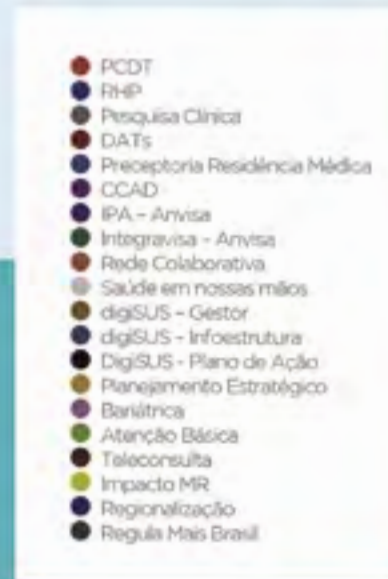 PCDT
RHP
Pesquisa Clínica
DATs
Preceptoria Residência Médica
CCAD
IPA - Anvisa
Integravisa - Anvisa
Rede Colaborativa
Saúde em nossas mãos
digiSUS - Gestor
digiSUS - Infoestrutura
DigiSUS - Plano de Ação
Planejamento Estratégico
Bariátrica
Atenção Básica
Teleconsulta
Impacto MR
Regionalização
Regula Mais Brasil